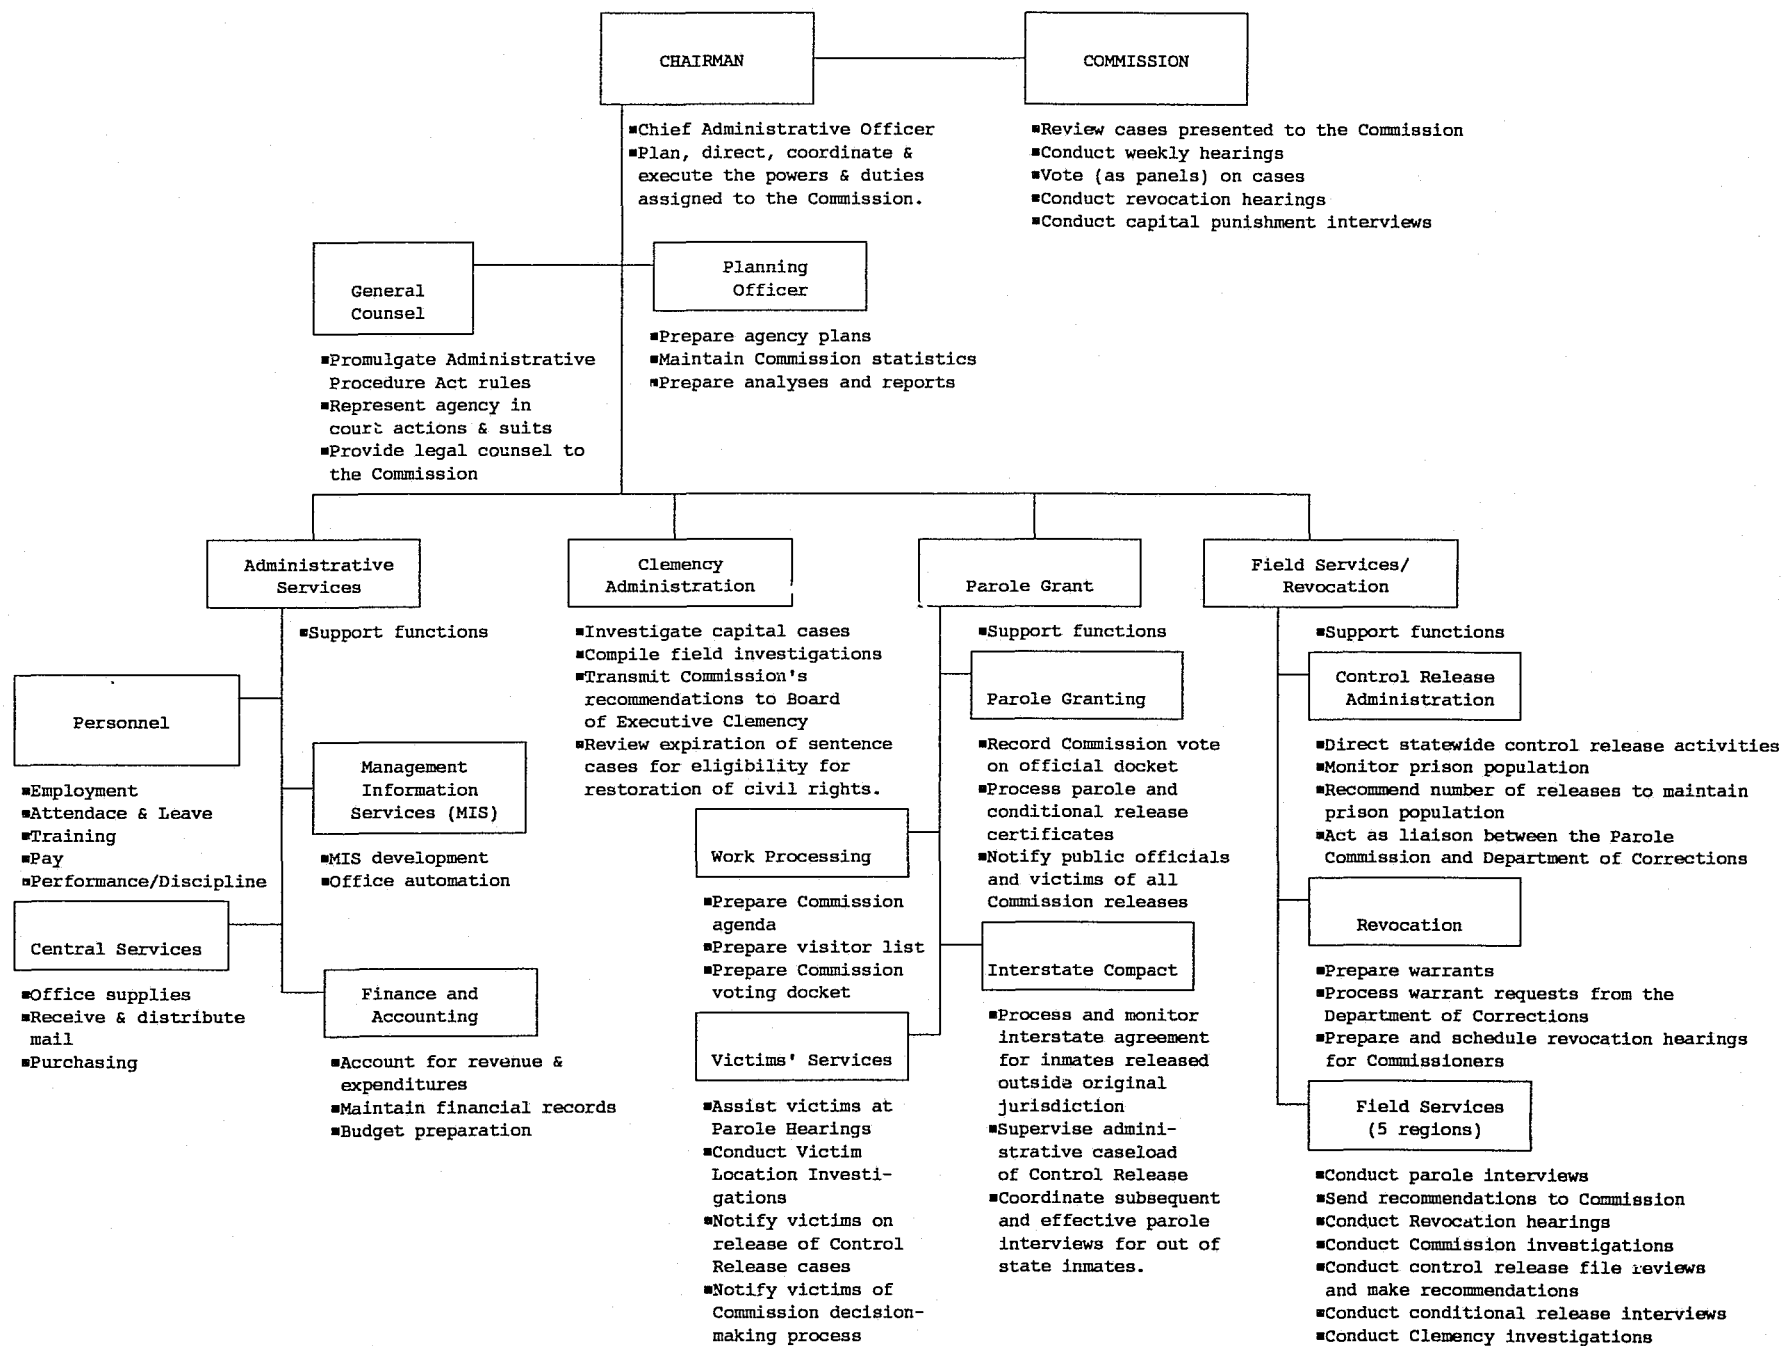 CHAIRMAN
■Chief Administrative Officer
■Plan, direct, coordinate &
execute the powers & duties
assigned to the Commission.
COMMISSION
■Review cases presented to the Commission
■Conduct weekly hearings
■Vote (as panels) on cases
■Conduct revocation hearings
■Conduct capital punishment interviews
General
Counsel
■Promulgate Administrative
Procedure Act rules
■Represent agency in
court actions & suits
■Provide legal counsel to
the Commission
Planning
Officer
■Prepare agency plans
■Maintain Commission statistics
■Prepare analyses and reports
Administrative
Services
■Support functions
Personnel
■Employment
■Attendace & Leave
■Training
■Pay
■Performance/Discipline
Central Services
■Office supplies
■Receive & distribute
mail
■Purchasing
Management
Information
Services (MIS)
■MIS development
■Office automation
Finance and
Accounting
■Account for revenue &
expenditures
■Maintain financial records
■Budget preparation
Clemency
Administration
■Investigate capital cases
■Compile field investigations
■Transmit Commission's
recommendations to Board
of Executive Clemency
■Review expiration of sentence
cases for eligibility for
restoration of civil rights.
Parole Grant
■Support functions
Work Processing
■Prepare Commission
agenda
■Prepare visitor list
■Prepare Commission
voting docket
Victims' Services
■Assist victims at
Parole Hearings
■Conduct Victim
Location Investi-
gations
■Notify victims on
release of Control
Release cases
■Notify victims of
Commission decision-
making process
Parole Granting
■Record Commission vote
on official docket
■Process parole and
conditional release
certificates
■Notify public officials
and victims of all
Commission releases
Interstate Compact
■Process and monitor
interstate agreement
for inmates released
outside original
jurisdiction
■Supervise admini-
strative caseload
of Control Release
■Coordinate subsequent
and effective parole
interviews for out of
state inmates.
Field Services/
Revocation
■Support functions
Control Release
Administration
■Direct statewide control release activities
■Monitor prison population
■Recommend number of releases to maintain
prison population
■Act as liaison between the Parole
Commission and Department of Corrections
Revocation
■Prepare warrants
■Process warrant requests from the
Department of Corrections
■Prepare and schedule revocation hearings
for Commissioners
Field Services
(5 regions)
■Conduct parole interviews
■Send recommendations to Commission
■Conduct Revocation hearings
■Conduct Commission investigations
■Conduct control release file reviews
and make recommendations
■Conduct conditional release interviews
■Conduct Clemency investigations